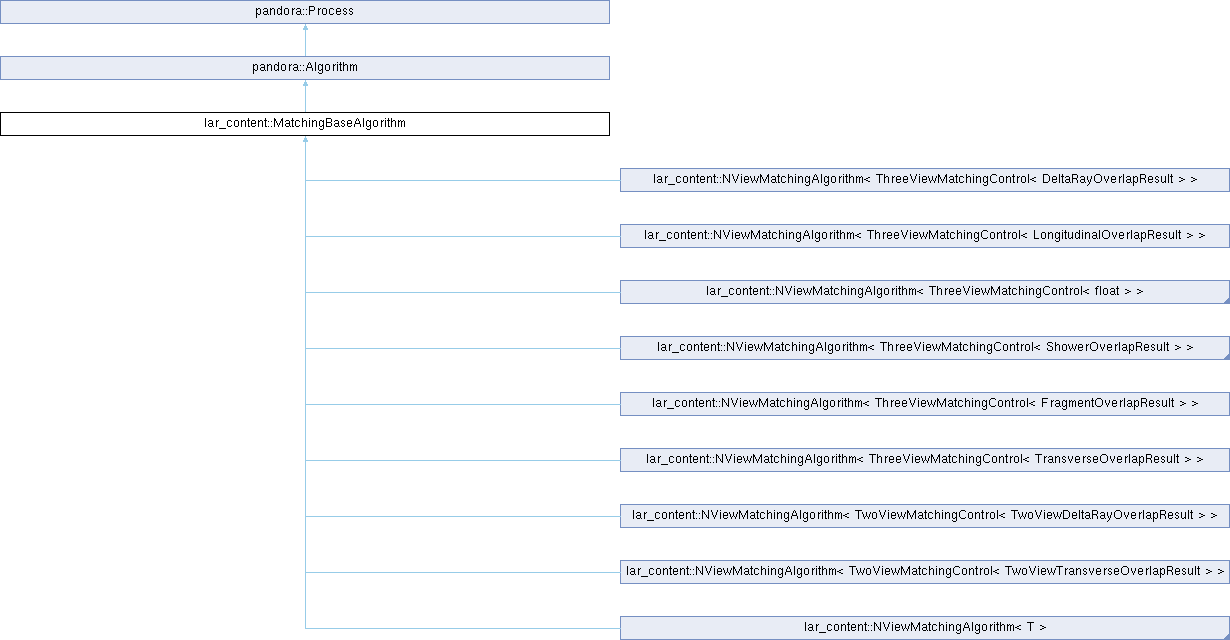 pandora::Process
pandora::Algorithm
lar_content::MatchingBaseAlgorithm
lar_content::NViewMatchingAlgorithm< ThreeViewMatchingControl< DeltaRayOverlapResult > >
lar_content::NViewMatchingAlgorithm< ThreeViewMatchingControl< LongitudinalOverlapResult > >
lar_content::NViewMatchingAlgorithm< ThreeViewMatchingControl< float > >
lar_content::NViewMatchingAlgorithm< ThreeViewMatchingControl< ShowerOverlapResult > >
lar_content::NViewMatchingAlgorithm< ThreeViewMatchingControl< FragmentOverlapResult > >
lar_content::NViewMatchingAlgorithm< ThreeViewMatchingControl< TransverseOverlapResult > >
lar_content::NViewMatchingAlgorithm< TwoViewMatchingControl< TwoViewDeltaRayOverlapResult > >
lar_content::NViewMatchingAlgorithm< TwoViewMatchingControl< TwoViewTransverseOverlapResult > >
lar_content::NViewMatchingAlgorithm< T >